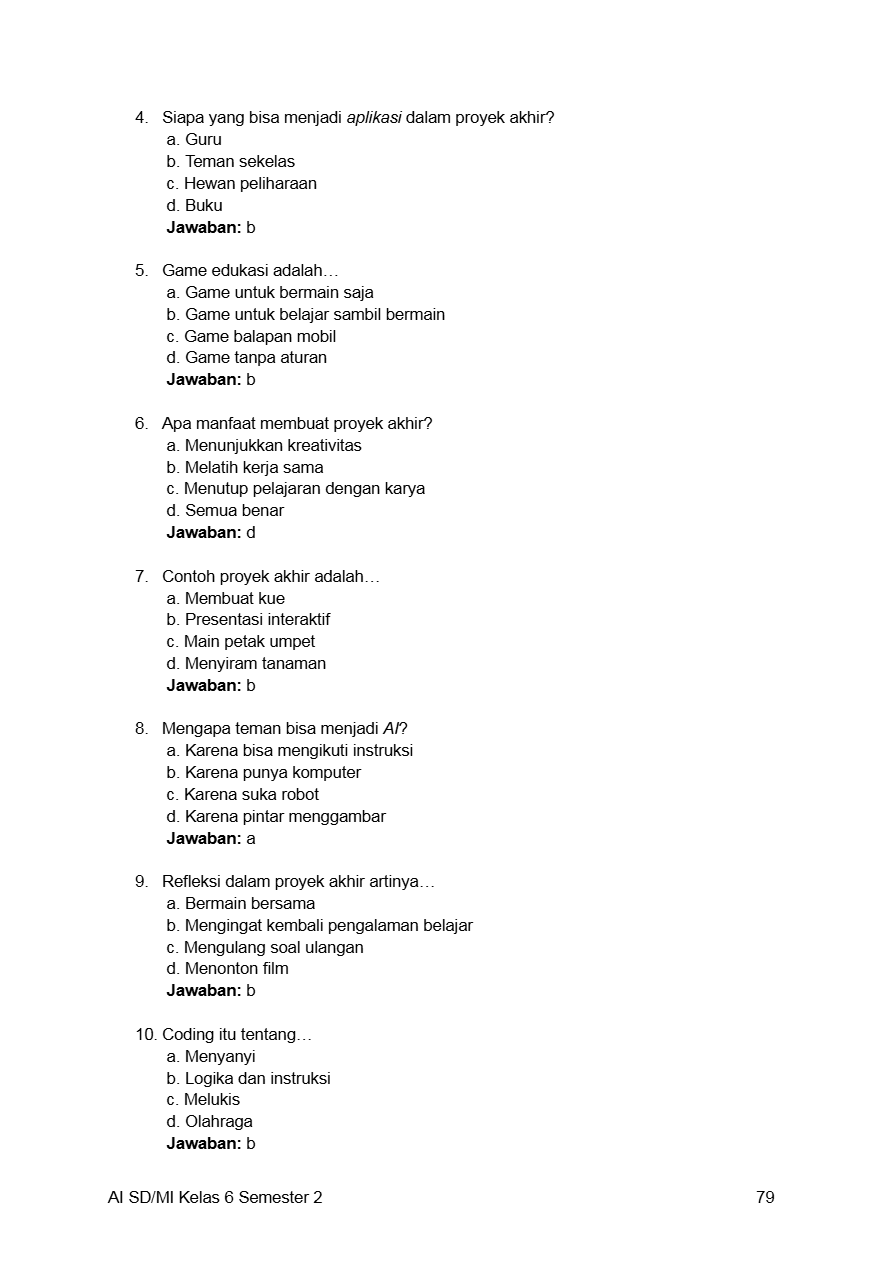 4. Siapa yang bisa menjadi aplikasi dalam proyek akhir?
a. Guru
b. Teman sekelas
c. Hewan peliharaan
d. Buku
Jawaban: b
5. Game edukasi adalah…
a. Game untuk bermain saja
b. Game untuk belajar sambil bermain
c. Game balapan mobil
d. Game tanpa aturan
Jawaban: b
6. Apa manfaat membuat proyek akhir?
a. Menunjukkan kreativitas
b. Melatih kerja sama
c. Menutup pelajaran dengan karya
d. Semua benar
Jawaban: d
7. Contoh proyek akhir adalah…
a. Membuat kue
b. Presentasi interaktif
c. Main petak umpet
d. Menyiram tanaman
Jawaban: b
8. Mengapa teman bisa menjadi AI?
a. Karena bisa mengikuti instruksi
b. Karena punya komputer
c. Karena suka robot
d. Karena pintar menggambar
Jawaban: a
9. Refleksi dalam proyek akhir artinya…
a. Bermain bersama
b. Mengingat kembali pengalaman belajar
c. Mengulang soal ulangan
d. Menonton film
Jawaban: b
10. Coding itu tentang…
a. Menyanyi
b. Logika dan instruksi
c. Melukis
d. Olahraga
Jawaban: b
AI SD/MI Kelas 6 Semester 2 79